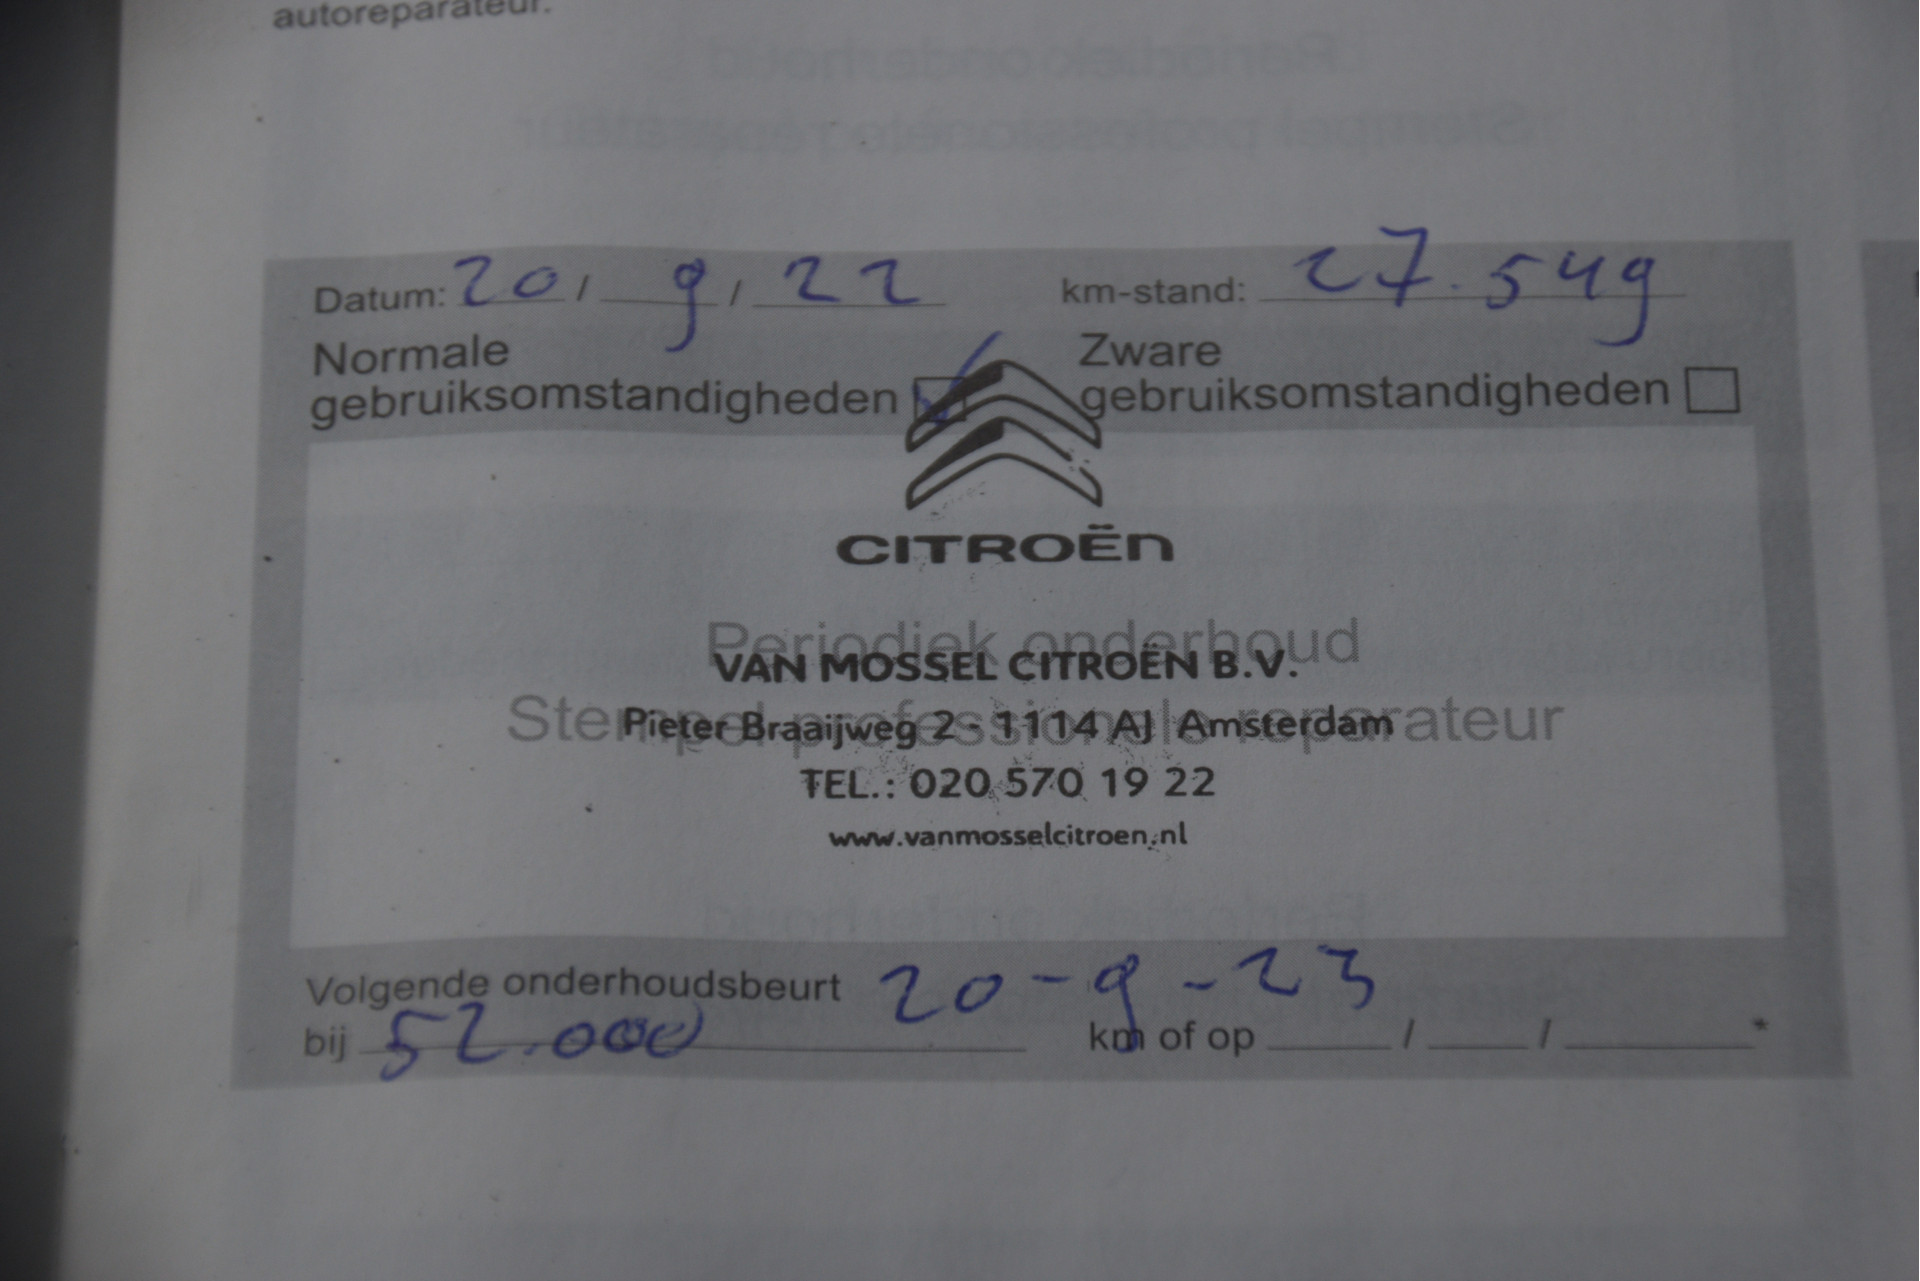 autoreparateur.
Datum: 20 / 9 / 22 km-stand: 27.549
Normale gebruiksomstandigheden Zware gebruiksomstandigheden
CITROËN
Periodiek onderhoud
VAN MOSSEL CITROËN B.V.
Stempel professionele reparateur
Pieter Braaijweg 2 - 1114 AJ Amsterdam
TEL.: 020 570 19 22
www.vanmosselcitroen.nl
Volgende onderhoudsbeurt 20-9-23
bij 52.000 km of op / / *